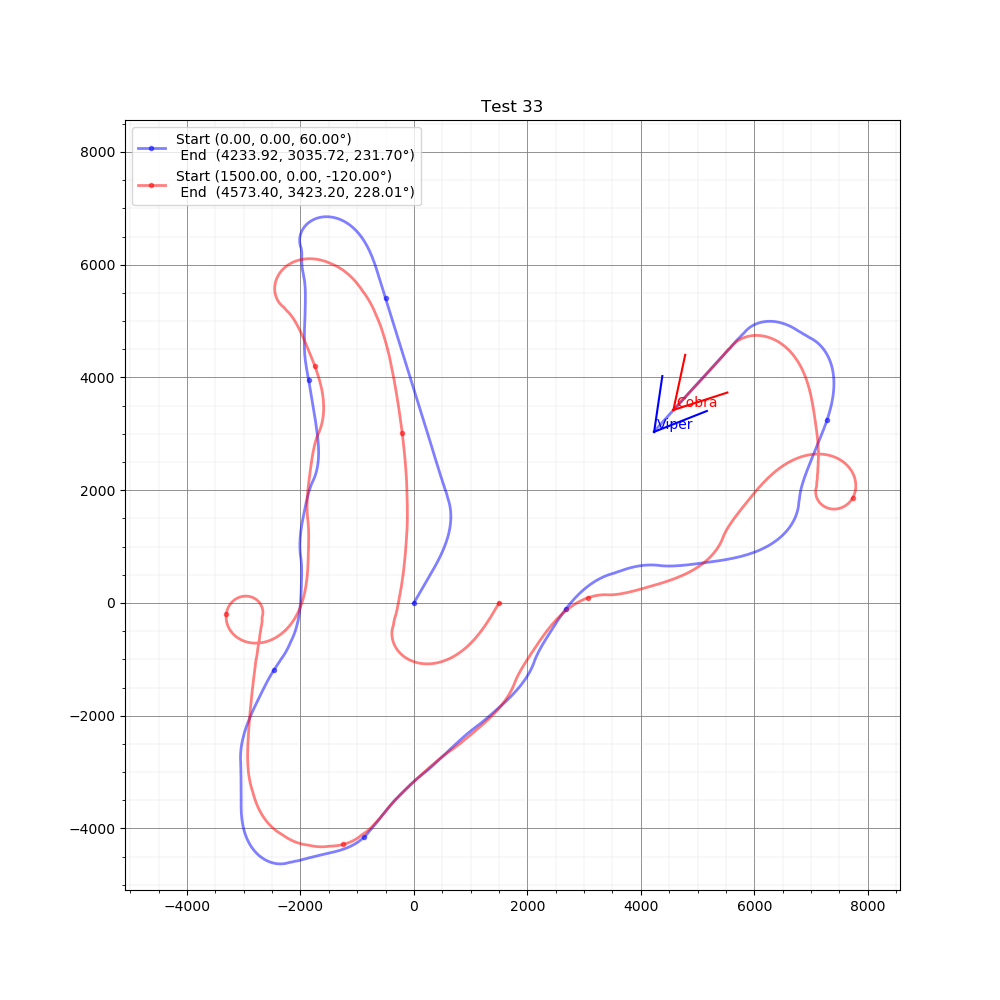 Test 33
Start (0.00, 0.00, 60.00°)
End (4233.92, 3035.72, 231.70°)
Start (1500.00, 0.00, -120.00°)
End (4573.40, 3423.20, 228.01°)
8000
6000
4000
2000
0
−2000
−4000
Cobra
Viper
−4000 −2000 0 2000 4000 6000 8000